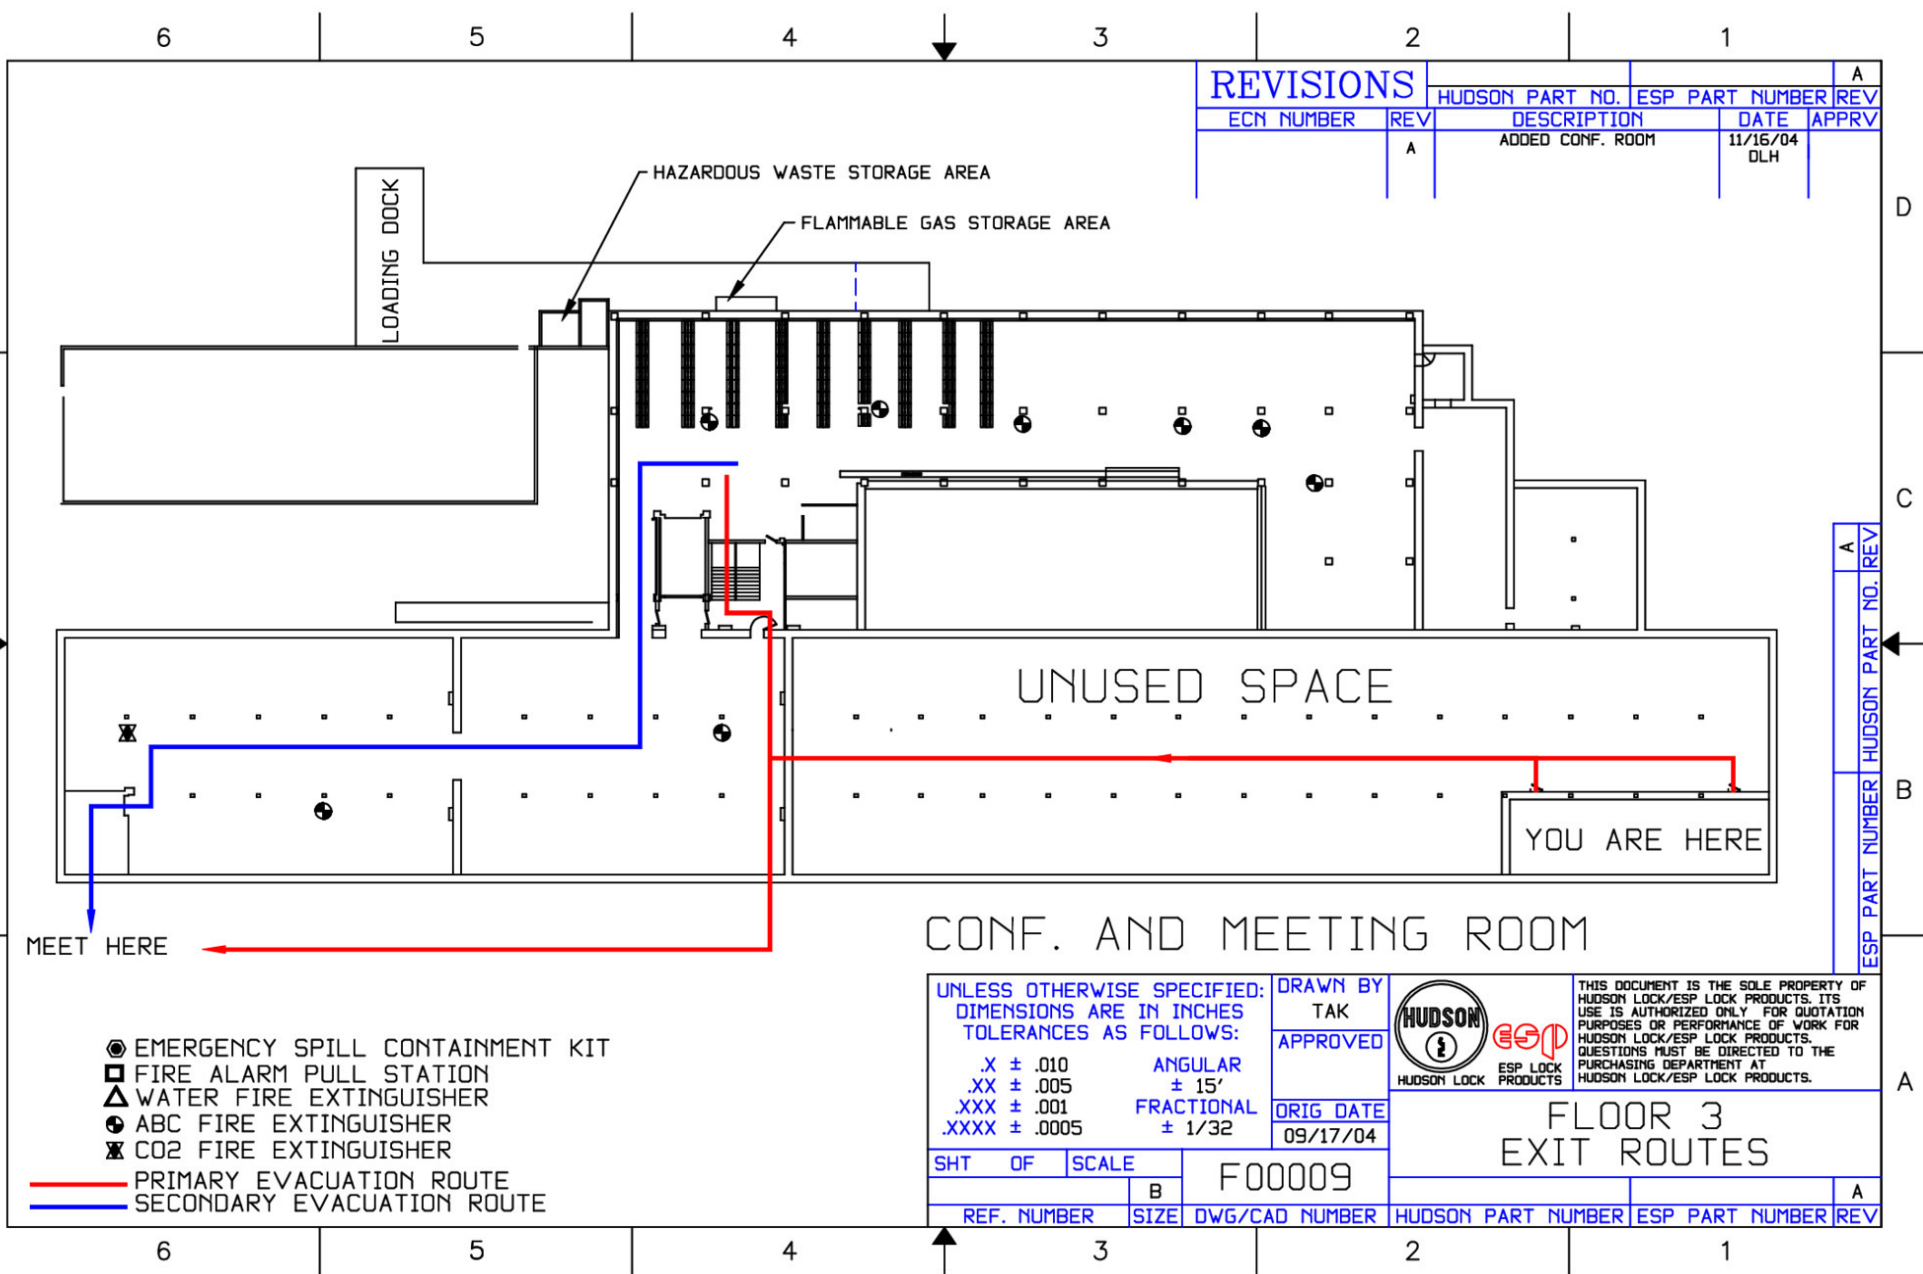 6 5 4 3 2 1
REVISIONS
HUDSON PART NO. ESP PART NUMBER REV
A
ECN NUMBER REV DESCRIPTION DATE APPRV
A ADDED CONF. ROOM 11/16/04
DLH
D
LOADING DOCK
HAZARDOUS WASTE STORAGE AREA
FLAMMABLE GAS STORAGE AREA
C
A REV
HUDSON PART NO.
ESP PART NUMBER
UNUSED SPACE
B
YOU ARE HERE
MEET HERE
CONF. AND MEETING ROOM
EMERGENCY SPILL CONTAINMENT KIT
FIRE ALARM PULL STATION
WATER FIRE EXTINGUISHER
ABC FIRE EXTINGUISHER
CO2 FIRE EXTINGUISHER
PRIMARY EVACUATION ROUTE
SECONDARY EVACUATION ROUTE
UNLESS OTHERWISE SPECIFIED:
DIMENSIONS ARE IN INCHES
TOLERANCES AS FOLLOWS:
.X ± .010 ANGULAR
.XX ± .005 ± 15'
.XXX ± .001 FRACTIONAL
.XXXX ± .0005 ± 1/32
DRAWN BY
TAK
APPROVED
ORIG DATE
09/17/04
HUDSON
HUDSON LOCK
esp
ESP LOCK
PRODUCTS
THIS DOCUMENT IS THE SOLE PROPERTY OF
HUDSON LOCK/ESP LOCK PRODUCTS. ITS
USE IS AUTHORIZED ONLY FOR QUOTATION
PURPOSES OR PERFORMANCE OF WORK FOR
HUDSON LOCK/ESP LOCK PRODUCTS.
QUESTIONS MUST BE DIRECTED TO THE
PURCHASING DEPARTMENT AT
HUDSON LOCK/ESP LOCK PRODUCTS.
A
FLOOR 3
EXIT ROUTES
SHT OF SCALE
F00009
B
A
REF. NUMBER SIZE DWG/CAD NUMBER HUDSON PART NUMBER ESP PART NUMBER REV
6 5 4 3 2 1